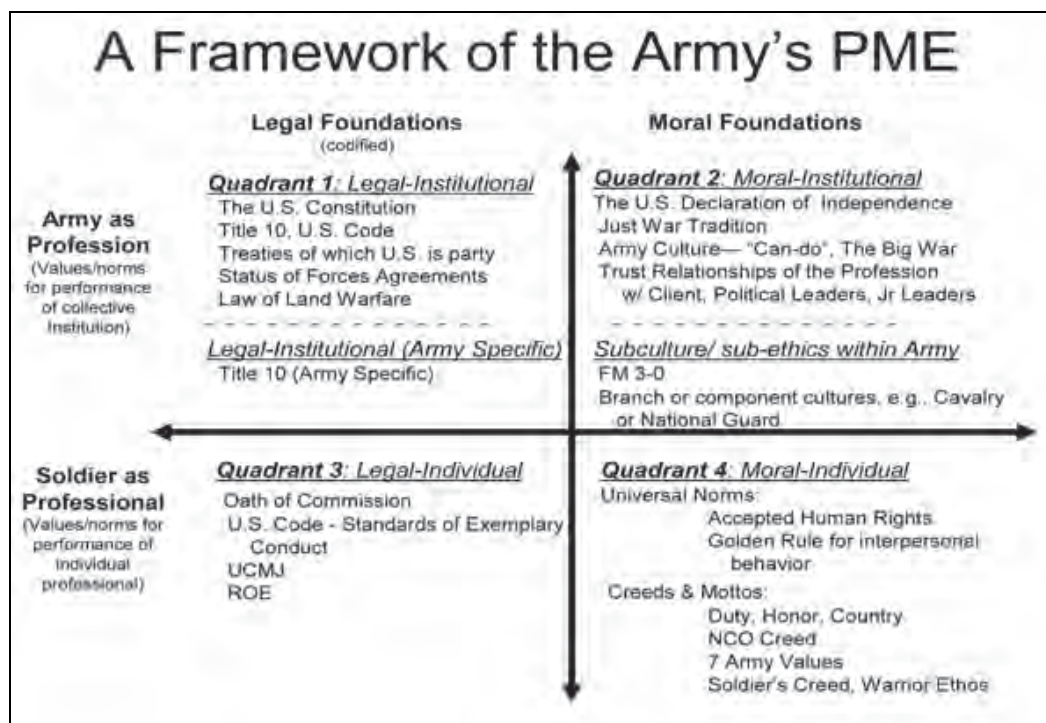 A Framework of the Army's PME
Legal Foundations
(codified)
Moral Foundations
Army as
Profession
(Values/norms
for performance
of collective
Institution)
Quadrant 1: Legal-Institutional
The U.S. Constitution
Title 10, U.S. Code
Treaties of which U.S. is party
Status of Forces Agreements
Law of Land Warfare
Legal-Institutional (Army Specific)
Title 10 (Army Specific)
Quadrant 2: Moral-Institutional
The U.S. Declaration of Independence
Just War Tradition
Army Culture— "Can-do", The Big War
Trust Relationships of the Profession
w/ Client, Political Leaders, Jr Leaders
Subculture/ sub-ethics within Army
FM 3-0
Branch or component cultures, e.g., Cavalry
or National Guard
Soldier as
Professional
(Values/norms for
performance of
Individual
professional)
Quadrant 3: Legal-Individual
Oath of Commission
U.S. Code - Standards of Exemplary
Conduct
UCMJ
ROE
Quadrant 4: Moral-Individual
Universal Norms:
Accepted Human Rights
Golden Rule for interpersonal
behavior
Creeds & Mottos:
Duty, Honor, Country
NCO Creed
7 Army Values
Soldier's Creed, Warrior Ethos